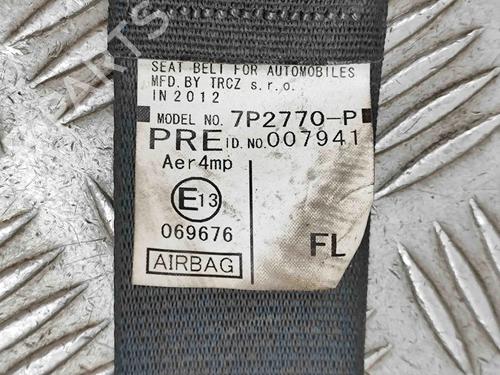 SEAT BELT FOR AUTOMOBILES
MFD. BY TRCZ s.r.o.
IN 2012
MODEL NO. 7P2770-P
PRE ID.NO.007941
Aer4mp
E13
069676
FL
AIRBAG